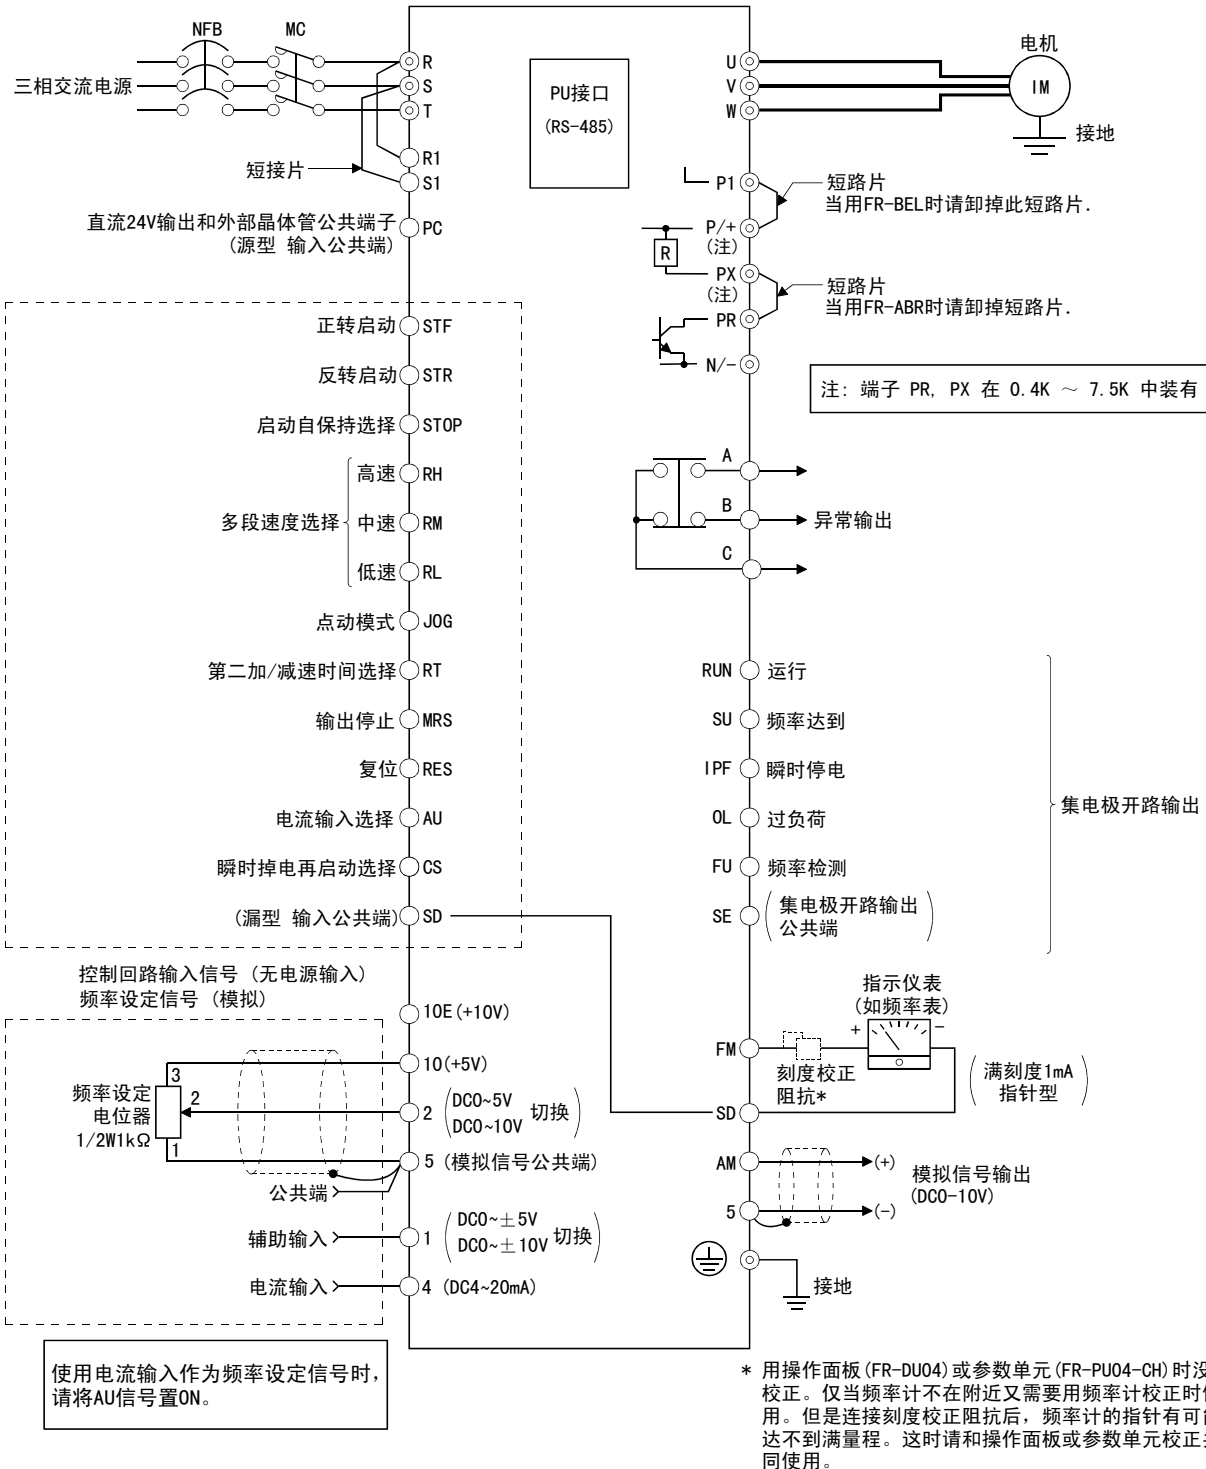 NFB
MC
三相交流电源
R
S
T
R1
S1
短接片
直流24V输出和外部晶体管公共端子
(源型 输入公共端)
PC
PU接口
(RS-485)
U
V
W
电机
IM
接地
P1
短路片
当用FR-BEL时请卸掉此短路片.
P/+
(注)
R
PX
(注)
短路片
当用FR-ABR时请卸掉短路片.
PR
N/-
注: 端子 PR, PX 在 0.4K ～ 7.5K 中装有
正转启动 STF
反转启动 STR
启动自保持选择 STOP
多段速度选择
高速 RH
中速 RM
低速 RL
点动模式 JOG
第二加/减速时间选择 RT
输出停止 MRS
复位 RES
电流输入选择 AU
瞬时掉电再启动选择 CS
(漏型 输入公共端) SD
A
B
C
异常输出
RUN 运行
SU 频率达到
IPF 瞬时停电
OL 过负荷
FU 频率检测
SE (集电极开路输出
公共端)
集电极开路输出
控制回路输入信号 (无电源输入)
频率设定信号 (模拟)
10E(+10V)
10(+5V)
3
2
1
频率设定
电位器
1/2W1kΩ
2 (DC0~5V
DC0~10V 切换)
5 (模拟信号公共端)
公共端
辅助输入
1 (DC0~±5V
DC0~±10V 切换)
电流输入
4 (DC4~20mA)
指示仪表
(如频率表)
+ -
FM
刻度校正
阻抗*
(满刻度1mA
指针型)
SD
AM
(+)
模拟信号输出
(DC0-10V)
5
(-)
接地
使用电流输入作为频率设定信号时，
请将AU信号置ON。
* 用操作面板(FR-DU04)或参数单元(FR-PU04-CH)时没
校正。仅当频率计不在附近又需要用频率计校正时
用。但是连接刻度校正阻抗后，频率计的指针有可
达不到满量程。这时请和操作面板或参数单元校正
同使用。